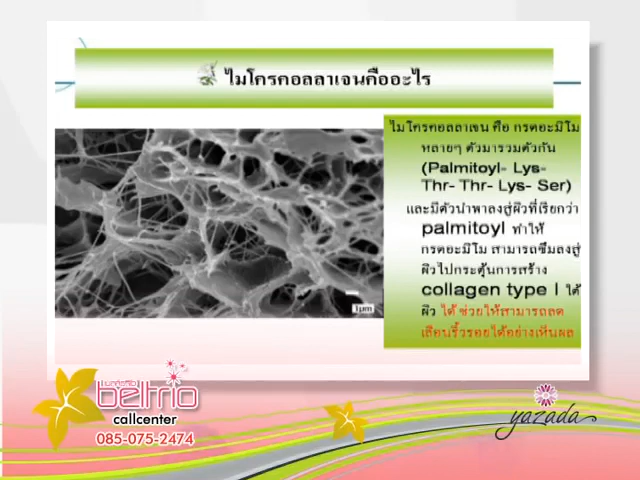 ไมโครคอลลาเจนคืออะไร
ไมโครคอลลาเจน คือ กรดอะมิโน
หลายๆ ตัวมารวมตัวกัน
(Palmitoyl- Lys-
Thr- Thr- Lys- Ser)
และมีตัวนำพาลงสู่ผิวที่เรียกว่า
palmitoyl ทำให้
กรดอะมิโน สามารถซึมลงสู่
ผิวไปกระตุ้นการสร้าง
collagen type I ใต้
ผิว ได้ ช่วยให้สามารถลด
เลือนริ้วรอยได้อย่างเห็นผล
1µm
beltrio
callcenter
085-075-2474
yazada